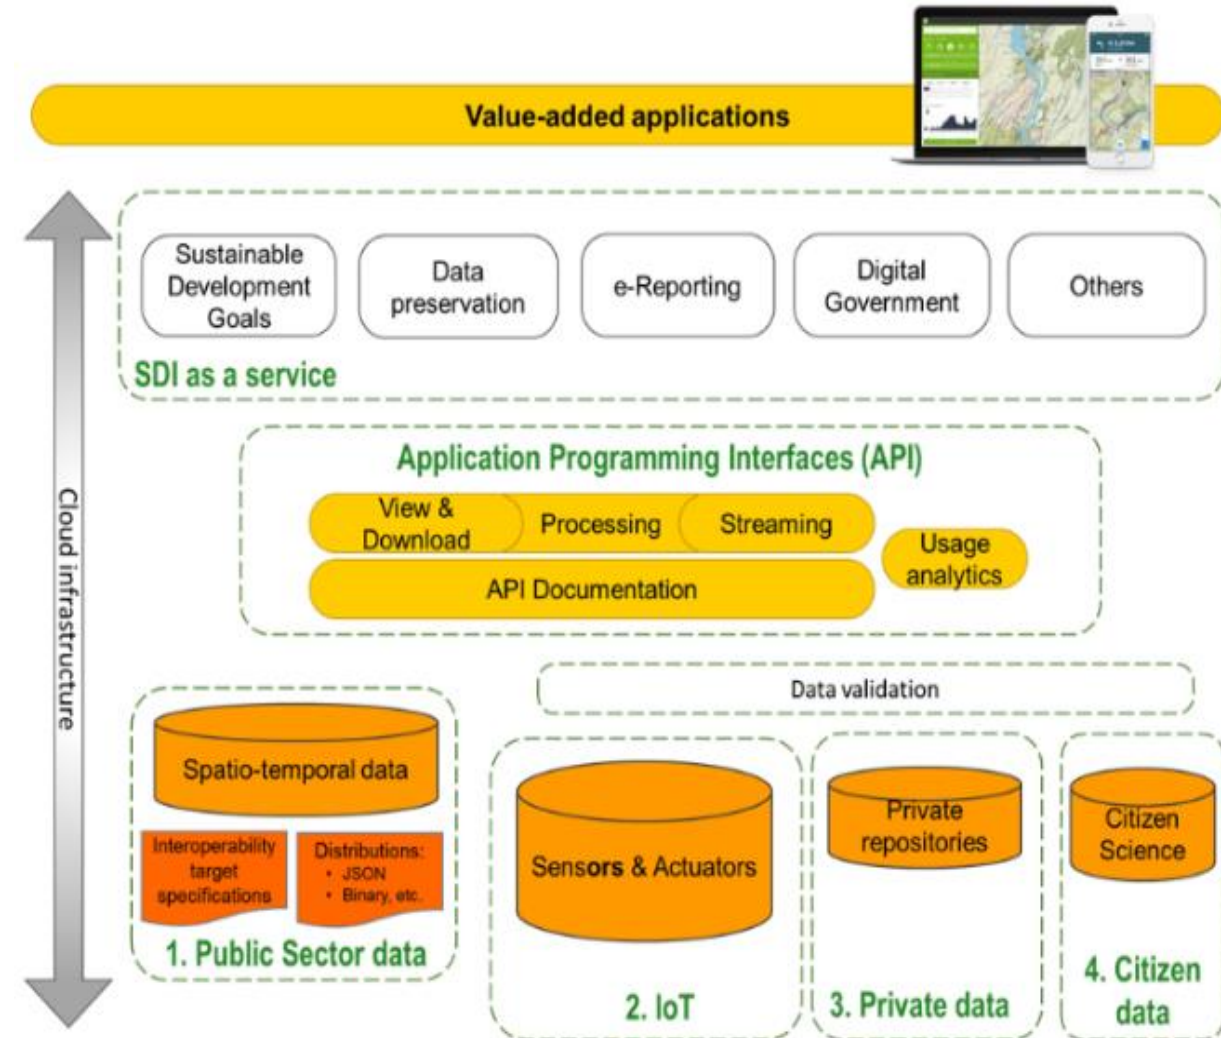 Value-added applications
Sustainable
Development
Goals
Data
preservation
e-Reporting
Digital
Government
Others
SDI as a service
Cloud infrastructure
Application Programming Interfaces (API)
View &
Download
Processing
Streaming
Usage
analytics
API Documentation
Data validation
Spatio-temporal data
Interoperability
target
specifications
Distributions:
• JSON
• Binary, etc.
1. Public Sector data
Sensors & Actuators
2. IoT
Private
repositories
3. Private data
Citizen
Science
4. Citizen
data